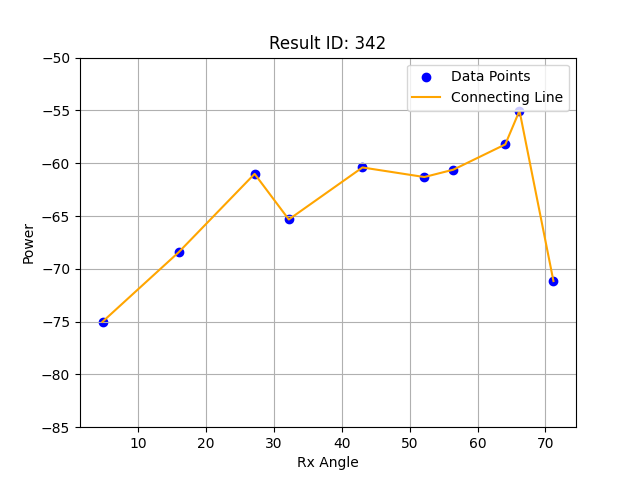 Result ID: 342
Data Points
Connecting Line
Power
−50
−55
−60
−65
−70
−75
−80
−85
10 20 30 40 50 60 70
Rx Angle